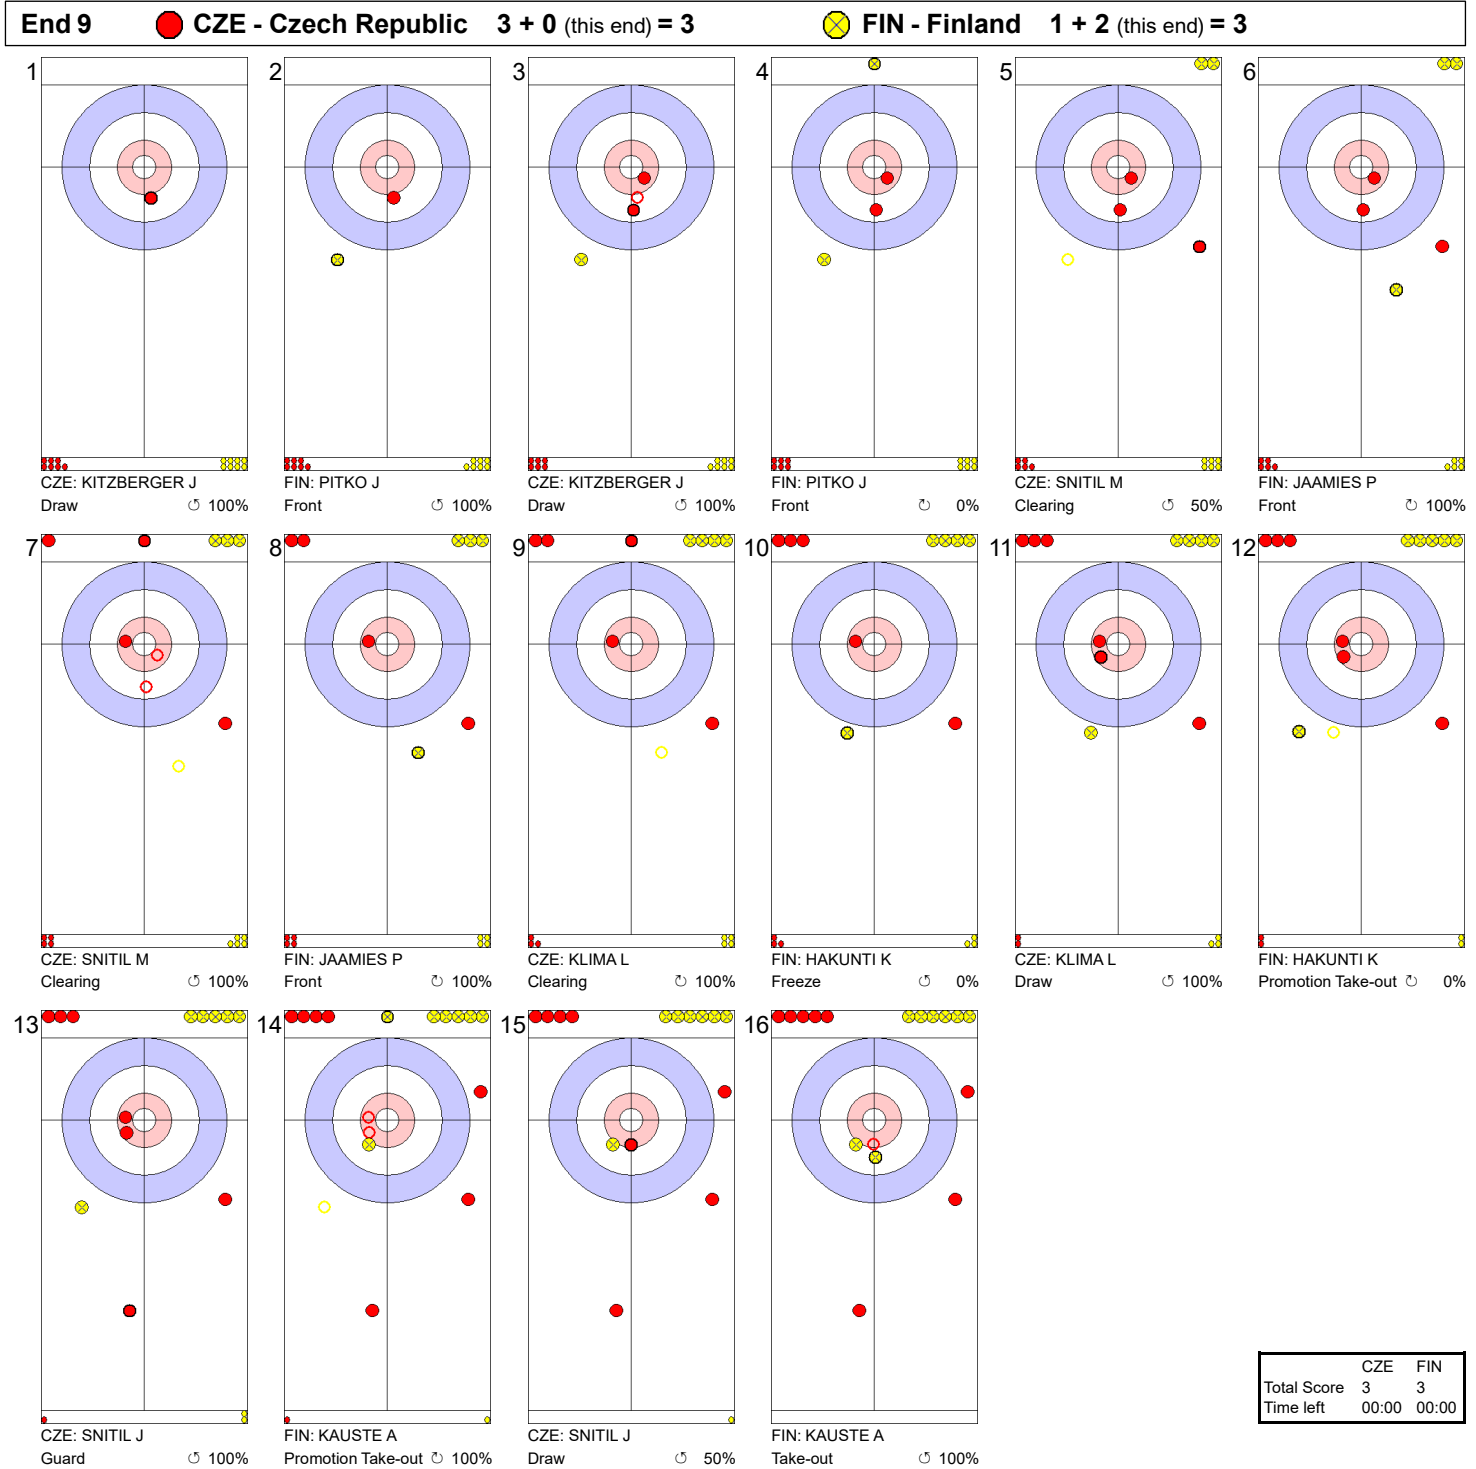 End 9 CZE - Czech Republic 3 + 0 (this end) = 3 FIN - Finland 1 + 2 (this end) = 3
1 2 3 4 5 6
CZE: KITZBERGER J FIN: PITKO J CZE: KITZBERGER J FIN: PITKO J CZE: SNITIL M FIN: JAAMIES P
Draw ↺ 100% Front ↺ 100% Draw ↺ 100% Front ↻ 0% Clearing ↺ 50% Front ↺ 100%
7 8 9 10 11 12
CZE: SNITIL M FIN: JAAMIES P CZE: KLIMA L FIN: HAKUNTI K CZE: KLIMA L FIN: HAKUNTI K
Clearing ↺ 100% Front ↺ 100% Clearing ↺ 100% Freeze ↺ 0% Draw ↺ 100% Promotion Take-out ↻ 0%
13 14 15 16
CZE FIN
Total Score 3 3
Time left 00:00 00:00
CZE: SNITIL J FIN: KAUSTE A CZE: SNITIL J FIN: KAUSTE A
Guard ↺ 100% Promotion Take-out ↻ 100% Draw ↺ 50% Take-out ↺ 100%